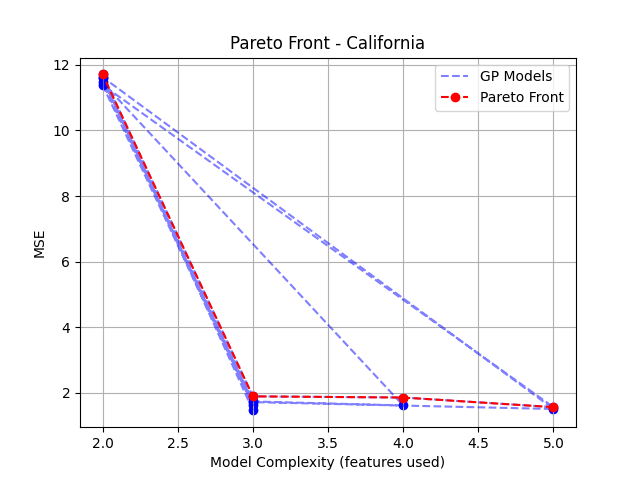 Pareto Front - California
GP Models
Pareto Front
MSE
12
10
8
6
4
2
2.0 2.5 3.0 3.5 4.0 4.5 5.0
Model Complexity (features used)